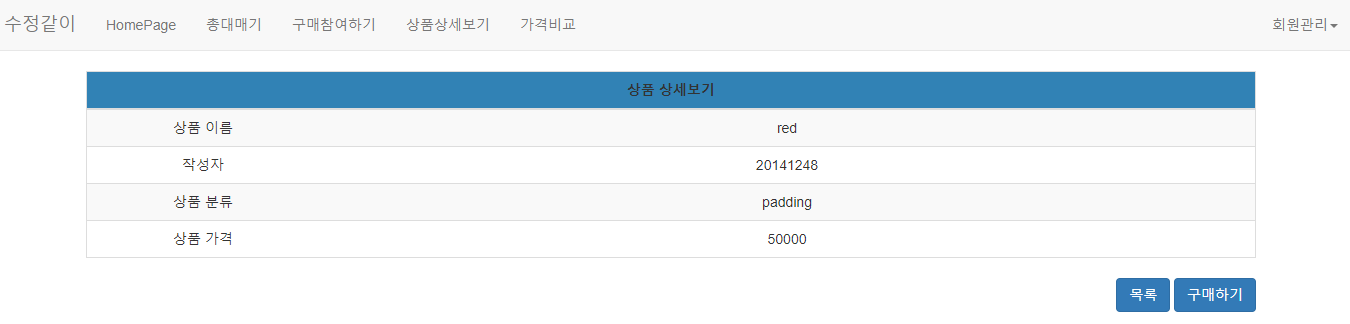 수정같이 HomePage 총대매기 구매참여하기 상품상세보기 가격비교 회원관리
상품 상세보기
상품 이름 red
작성자 20141248
상품 분류 padding
상품 가격 50000
목록 구매하기